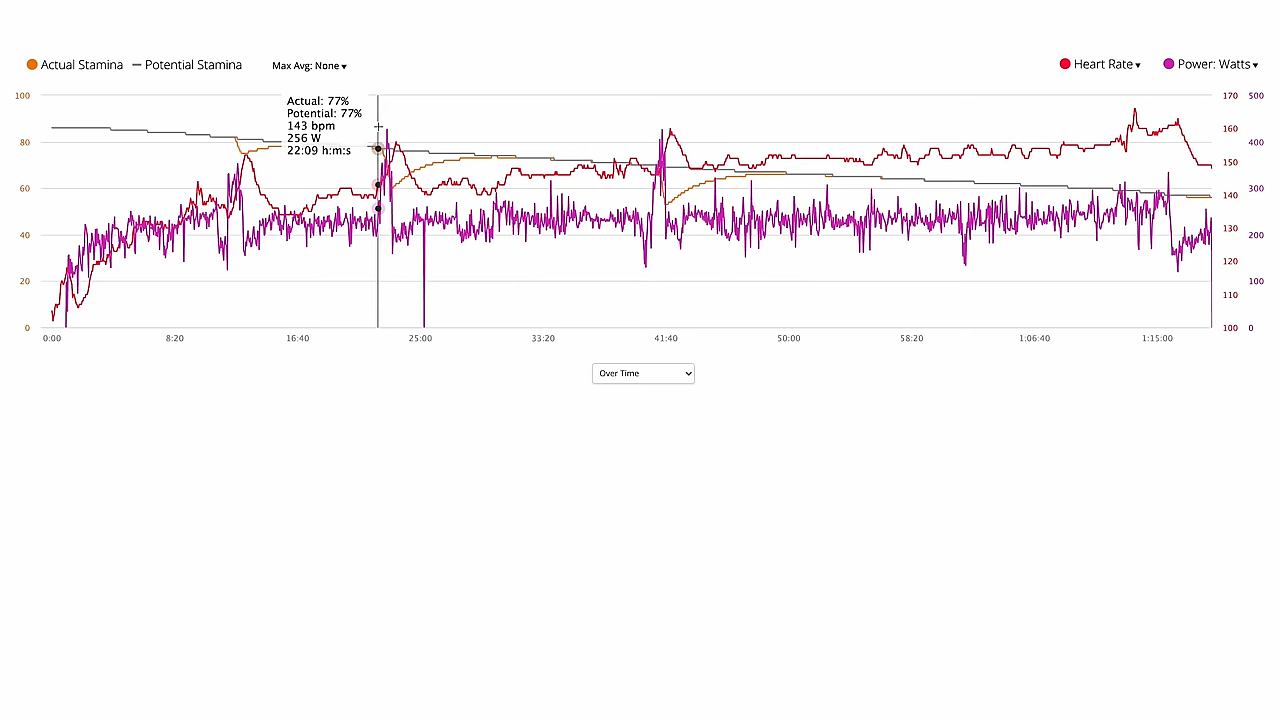 Actual Stamina — Potential Stamina Max Avg: None ▾ Heart Rate ▾ Power: Watts ▾
100 170 500
Actual: 77%
Potential: 77%
143 bpm
256 W
22:09 h:m:s
80 160 400
150
60 140 300
40 130 200
120
20 110 100
0 100 0
0:00 8:20 16:40 25:00 33:20 41:40 50:00 58:20 1:06:40 1:15:00
Over Time